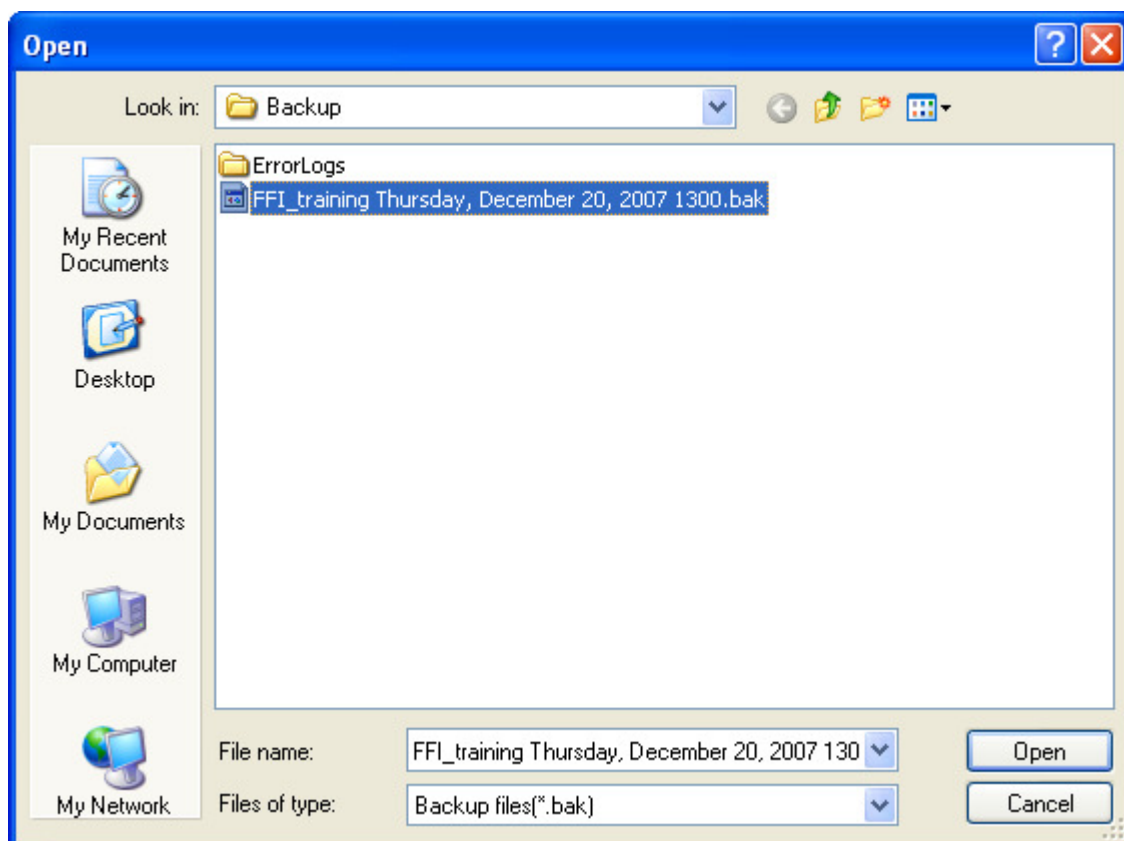 Open
Look in:
Backup
ErrorLogs
FFI_training Thursday, December 20, 2007 1300.bak
My Recent
Documents
Desktop
My Documents
My Computer
My Network
File name:
FFI_training Thursday, December 20, 2007 130
Open
Files of type:
Backup files(*.bak)
Cancel